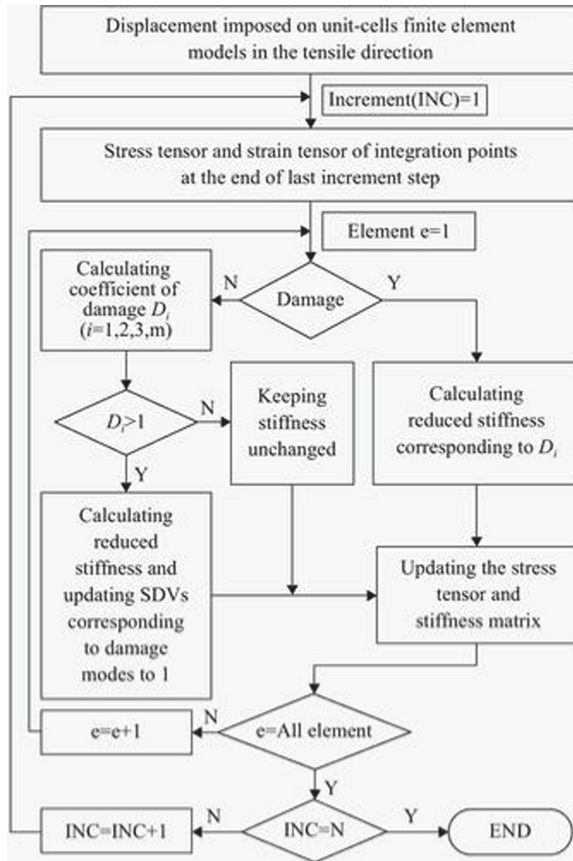 Displacement imposed on unit-cells finite element
models in the tensile direction
Increment(INC)=1
Stress tensor and strain tensor of integration points
at the end of last increment step
Element e=1
Calculating
coefficient of
damage Di
(i=1,2,3,m)
N
Damage
Y
Di>1
N
Y
Keeping
stiffness
unchanged
Calculating
reduced stiffness
corresponding to Di
Calculating
reduced
stiffness and
updating SDVs
corresponding
to damage
modes to 1
Updating the stress
tensor and
stiffness matrix
e=e+1
N
e=All element
Y
INC=INC+1
N
INC=N
Y
END